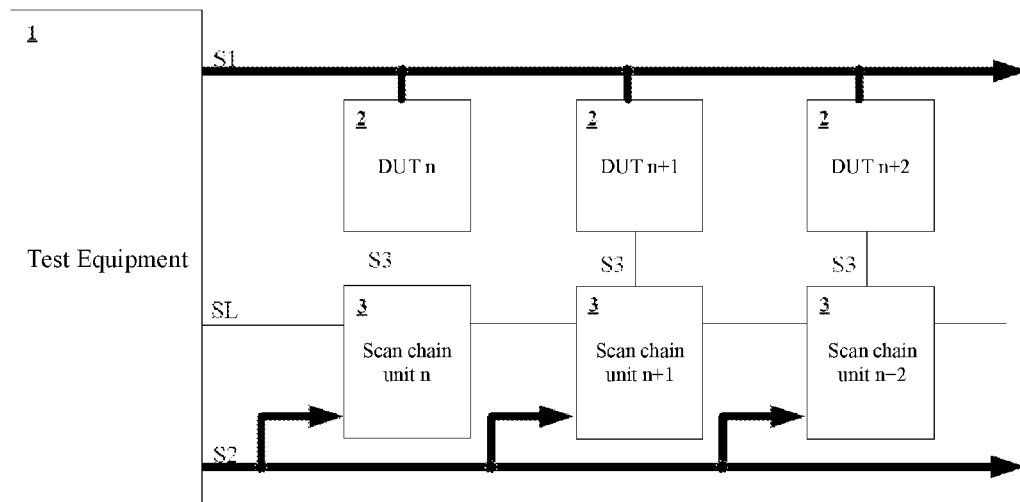 1
S1
2
DUT n
2
DUT n+1
2
DUT n+2
Test Equipment
S3
S3
S3
SL
3
Scan chain
unit n
3
Scan chain
unit n+1
3
Scan chain
unit n−2
S2